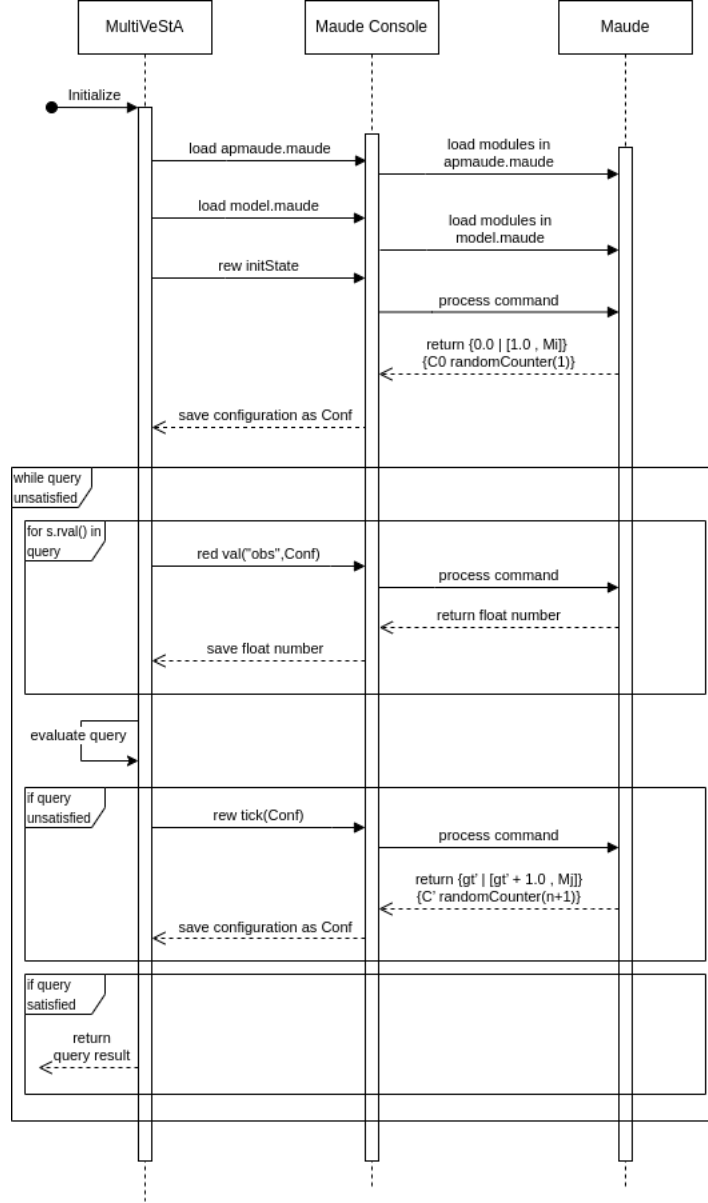 MultiVeStA
Maude Console
Maude
Initialize
load apmaude.maude
load modules in
apmaude.maude
load model.maude
load modules in
model.maude
rew initState
process command
return {0.0 | [1.0 , Mi]}
{C0 randomCounter(1)}
save configuration as Conf
while query
unsatisfied
for s.rval() in
query
red val("obs",Conf)
process command
return float number
save float number
evaluate query
if query
unsatisfied
rew tick(Conf)
process command
return {gt' | [gt' + 1.0 , Mj]}
{C' randomCounter(n+1)}
save configuration as Conf
if query
satisfied
return
query result